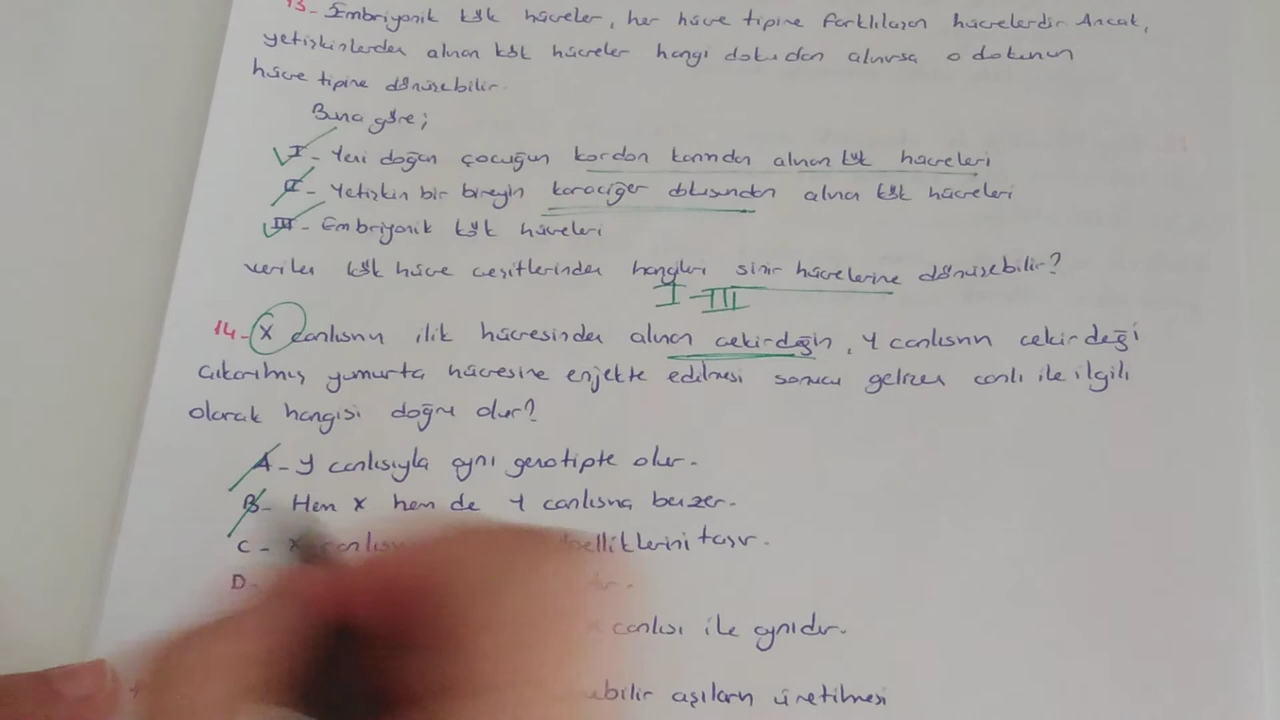 13- Embriyonik kök hücreler, her hücre tipine farklılaşan hücrelerdir. Ancak,
yetişkinlerden alınan kök hücreler hangi dokudan alınırsa o dokunun
hücre tipine dönüşebilir.
Buna göre;
I- Yeni doğan çocuğun kordon kanından alınan kök hücreleri
II- Yetişkin bir bireyin karaciğer dokusundan alınan kök hücreleri
III- Embriyonik kök hücreleri
verilen kök hücre çeşitlerinden hangileri sinir hücrelerine dönüşebilir?
I-III
14- X canlısının ilik hücresinden alınan çekirdeğin, Y canlısının çekirdeği
çıkarılmış yumurta hücresine enjekte edilmesi sonucu gelişen canlı ile ilgili
olarak hangisi doğru olur?
A- Y canlısıyla aynı genotipte olur.
B- Hem X hem de Y canlısına benzer.
C- X özelliklerini taşır.
D-
canlısı ile aynıdır.
aşıların üretilmesi